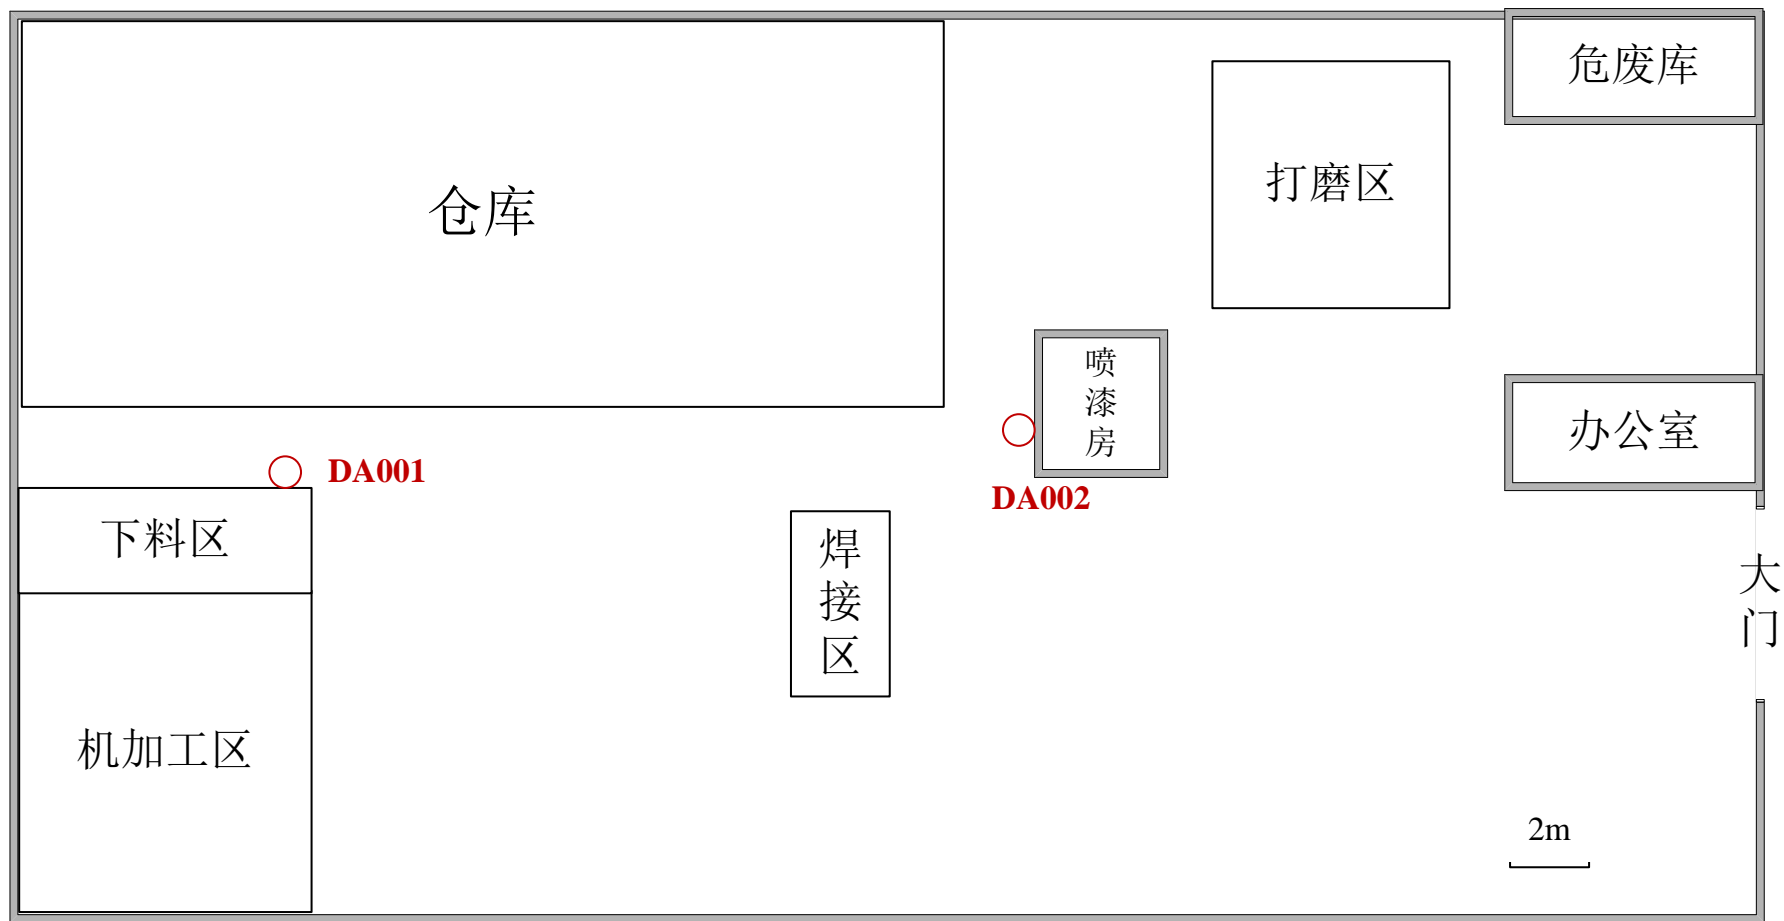 危废库
打磨区
仓库
喷
漆
房
办公室
DA001
DA002
下料区
焊
接
区
大
门
机加工区
2m